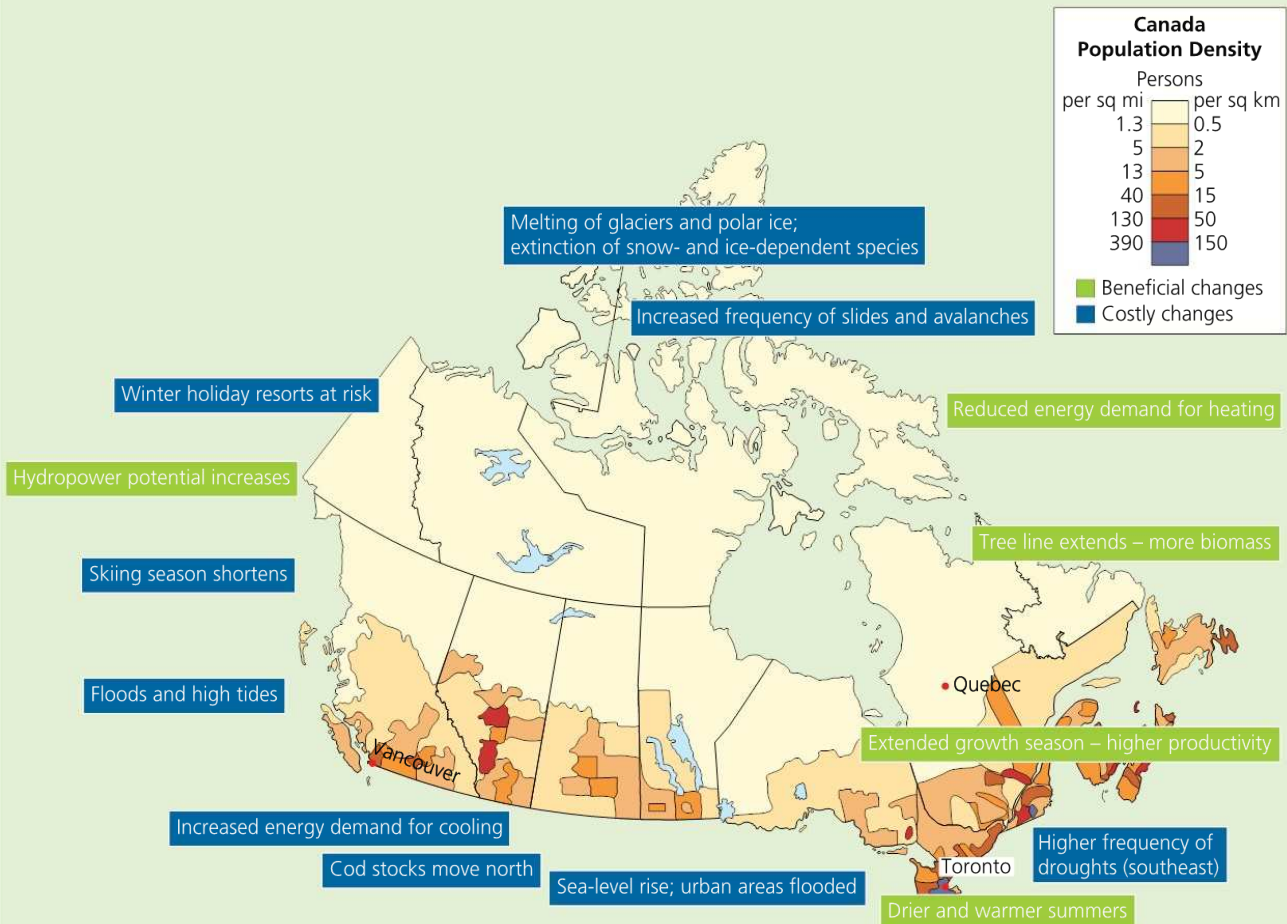 Canada
Population Density
Persons
per sq mi per sq km
1.3 0.5
5 2
13 5
40 15
130 50
390 150
Beneficial changes
Costly changes
Melting of glaciers and polar ice;
extinction of snow- and ice-dependent species
Increased frequency of slides and avalanches
Winter holiday resorts at risk
Reduced energy demand for heating
Hydropower potential increases
Tree line extends – more biomass
Skiing season shortens
Floods and high tides
Quebec
Vancouver
Extended growth season – higher productivity
Increased energy demand for cooling
Higher frequency of
droughts (southeast)
Cod stocks move north
Toronto
Sea-level rise; urban areas flooded
Drier and warmer summers